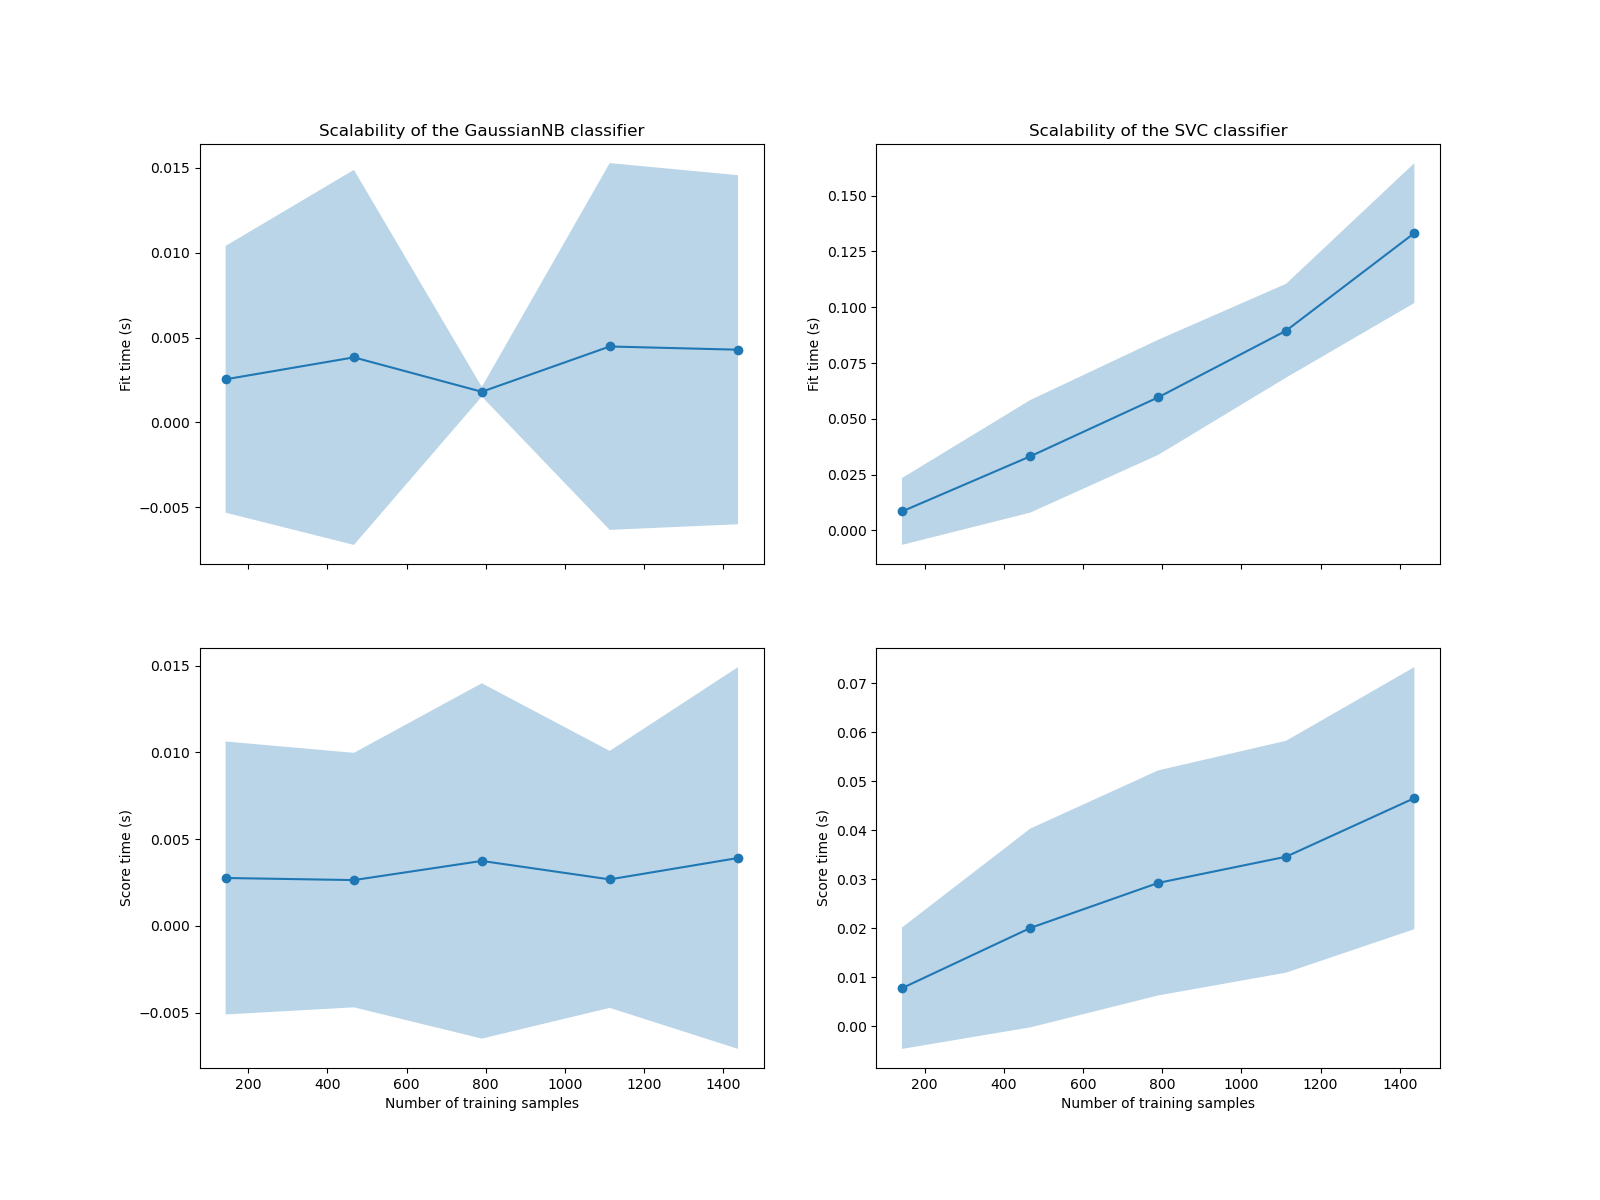 Scalability of the GaussianNB classifier
0.015
0.010
0.005
0.000
−0.005
Fit time (s)
Scalability of the SVC classifier
0.150
0.125
0.100
0.075
0.050
0.025
0.000
Fit time (s)
0.015
0.010
0.005
0.000
−0.005
Score time (s)
200 400 600 800 1000 1200 1400
Number of training samples
0.07
0.06
0.05
0.04
0.03
0.02
0.01
0.00
Score time (s)
200 400 600 800 1000 1200 1400
Number of training samples